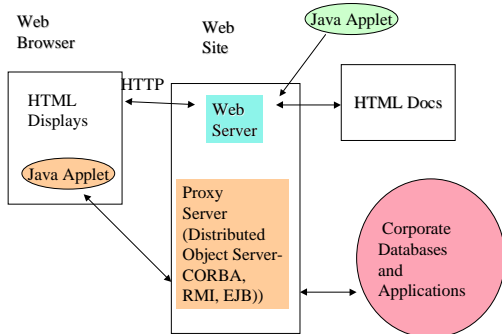 Web
Browser
Web
Site
Java Applet
HTTP
HTML
Displays
Web
Server
HTML Docs
Java Applet
Proxy
Server
(Distributed
Object Server-
CORBA,
RMI, EJB))
Corporate
Databases
and
Applications